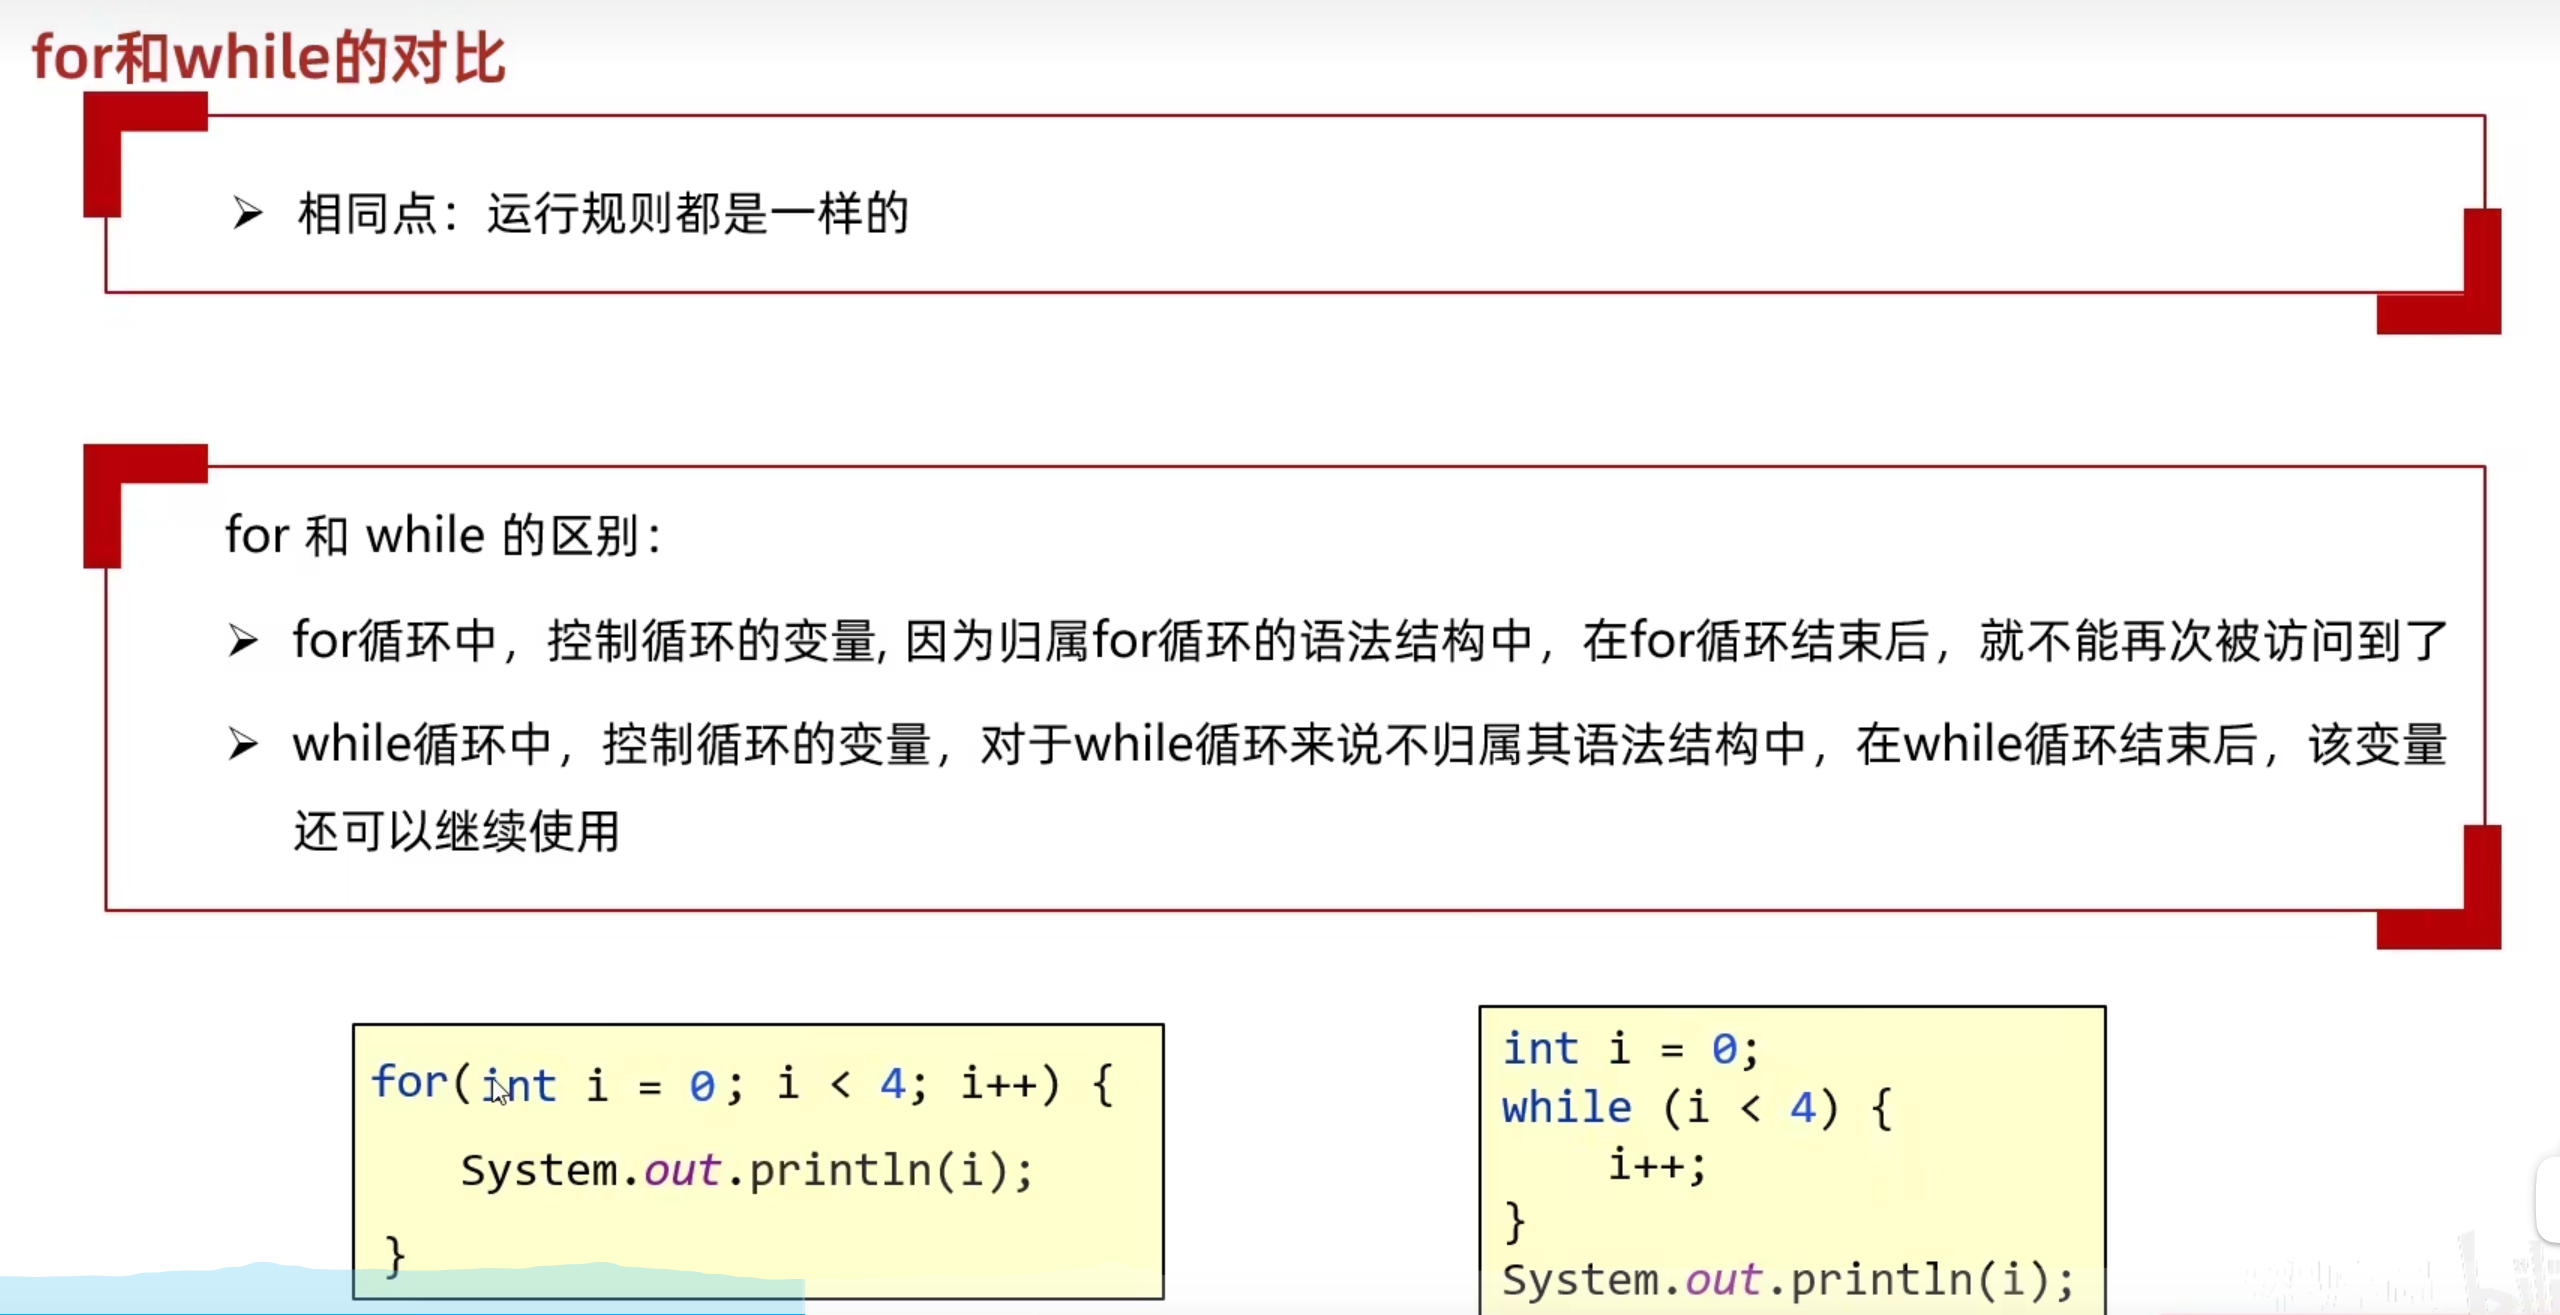 for和while的对比
➢ 相同点：运行规则都是一样的
for 和 while 的区别：
➢ for循环中，控制循环的变量, 因为归属for循环的语法结构中，在for循环结束后，就不能再次被访问到了
➢ while循环中，控制循环的变量，对于while循环来说不归属其语法结构中，在while循环结束后，该变量
还可以继续使用
for(int i = 0; i < 4; i++) {
System.out.println(i);
}
int i = 0;
while (i < 4) {
i++;
}
System.out.println(i);